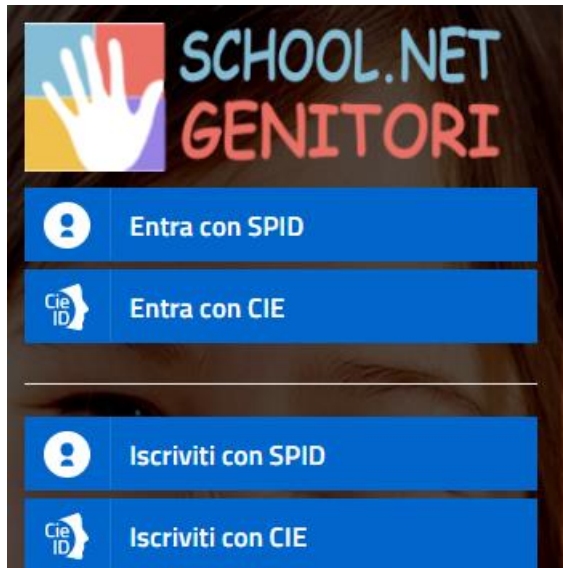 SCHOOL.NET
GENITORI
Entra con SPID
Cie
ID
Entra con CIE
Iscriviti con SPID
Cie
ID
Iscriviti con CIE